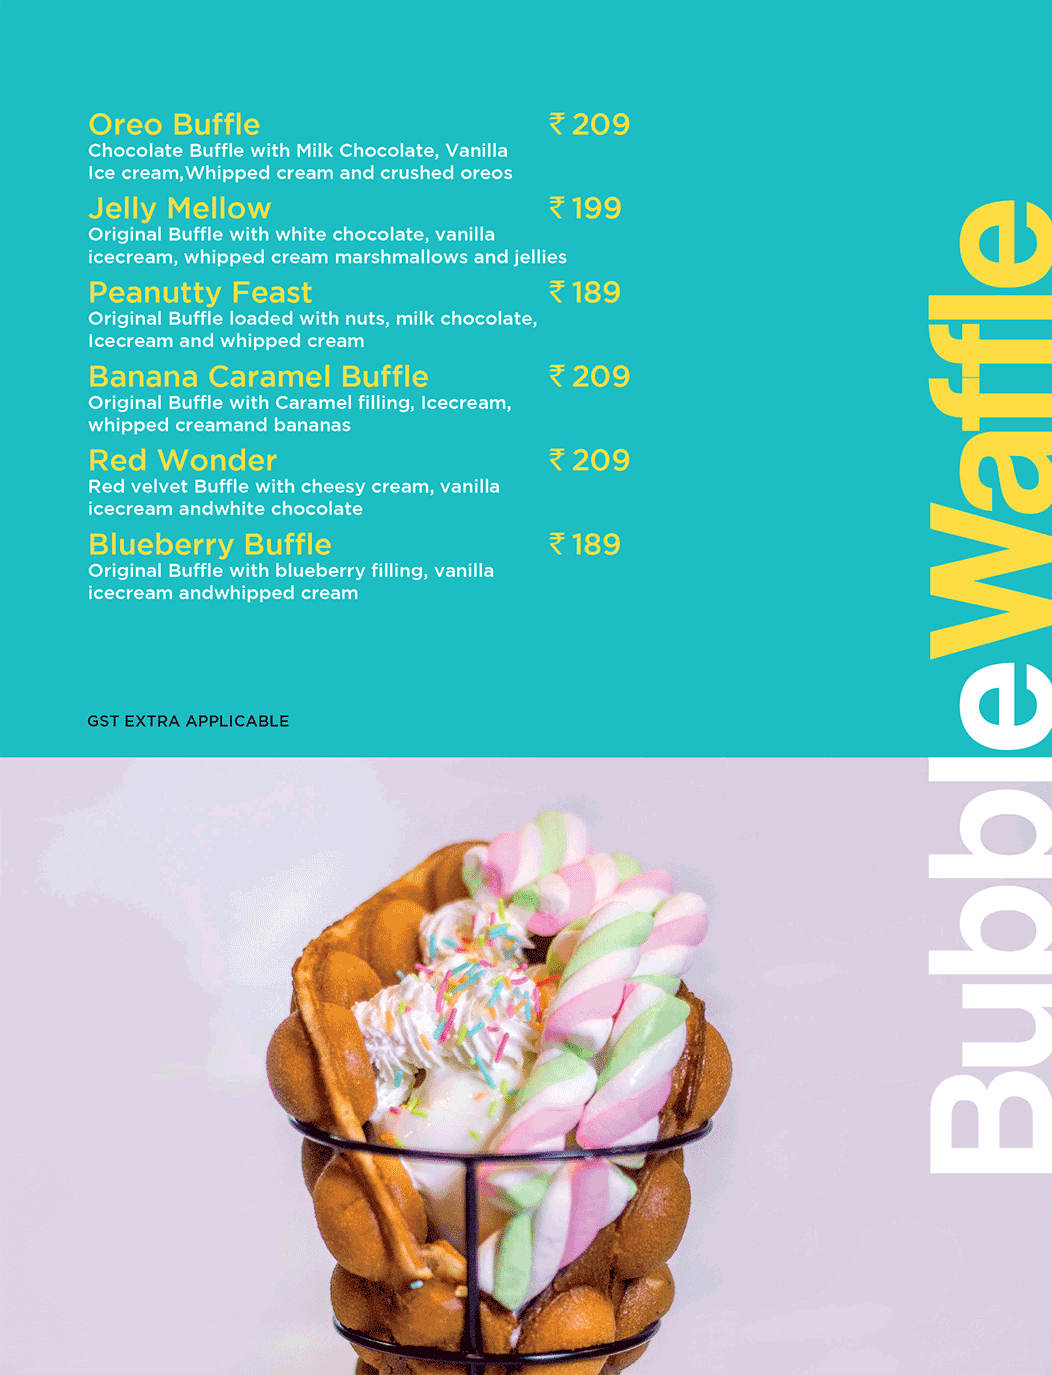 Oreo Buffle ₹ 209
Chocolate Buffle with Milk Chocolate, Vanilla
Ice cream,Whipped cream and crushed oreos
Jelly Mellow ₹ 199
Original Buffle with white chocolate, vanilla
icecream, whipped cream marshmallows and jellies
Peanutty Feast ₹ 189
Original Buffle loaded with nuts, milk chocolate,
Icecream and whipped cream
Banana Caramel Buffle ₹ 209
Original Buffle with Caramel filling, Icecream,
whipped creamand bananas
Red Wonder ₹ 209
Red velvet Buffle with cheesy cream, vanilla
icecream andwhite chocolate
Blueberry Buffle ₹ 189
Original Buffle with blueberry filling, vanilla
icecream andwhipped cream
GST EXTRA APPLICABLE
BubbleWaffle